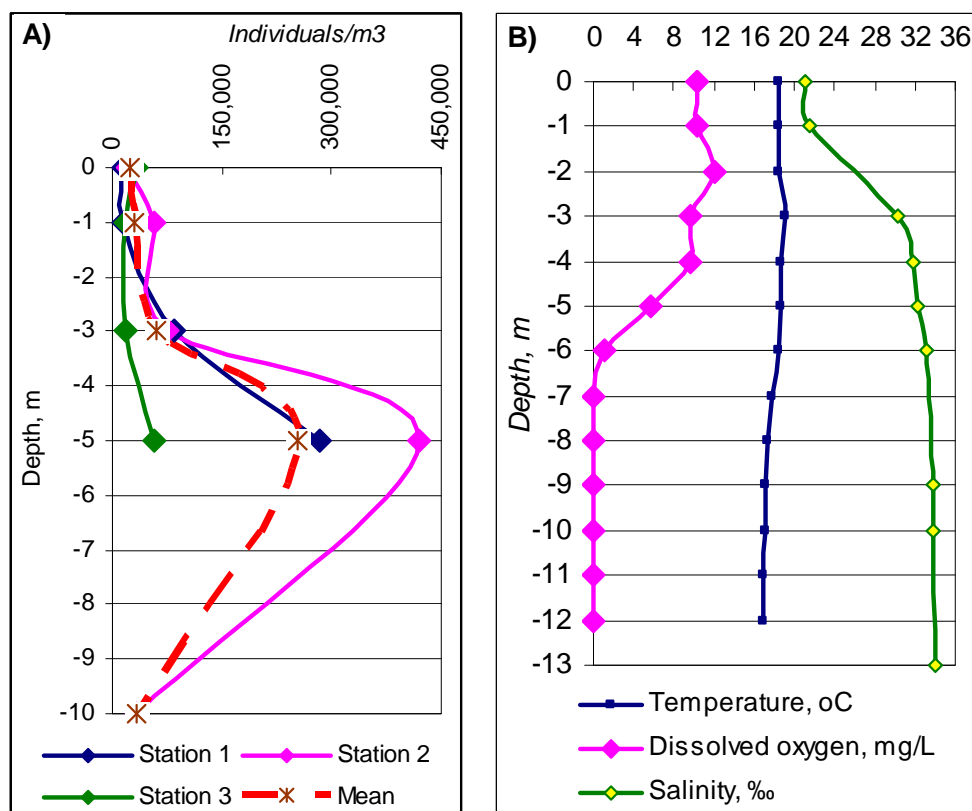 A)
Individuals/m3
0
150,000
300,000
450,000
0
-1
-2
-3
-4
-5
-6
-7
-8
-9
-10
Depth, m
Station 1
Station 2
Station 3
Mean
B)
0 4 8 12 16 20 24 28 32 36
0
-1
-2
-3
-4
-5
-6
-7
-8
-9
-10
-11
-12
-13
Depth, m
Temperature, oC
Dissolved oxygen, mg/L
Salinity, ‰